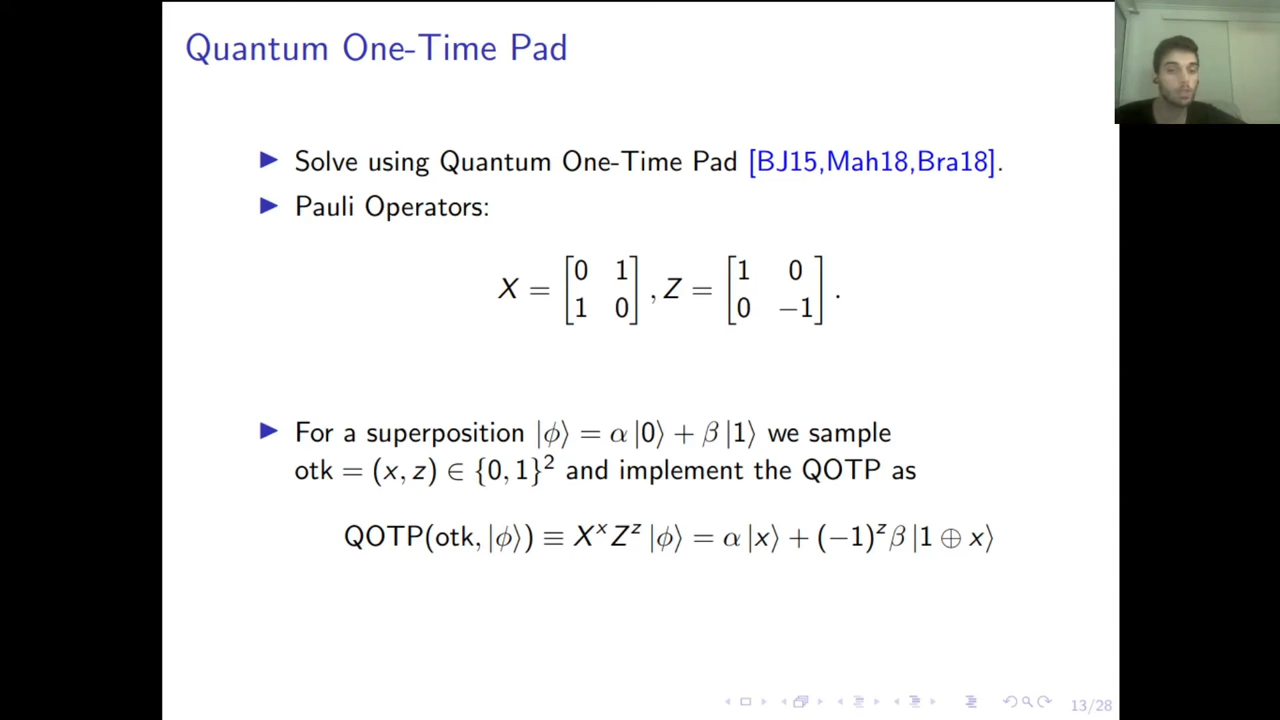 Quantum One-Time Pad
▶ Solve using Quantum One-Time Pad [BJ15,Mah18,Bra18].
▶ Pauli Operators:
X = [0 1; 1 0], Z = [1 0; 0 −1].
▶ For a superposition |ϕ⟩ = α|0⟩ + β|1⟩ we sample
otk = (x, z) ∈ {0, 1}² and implement the QOTP as
QOTP(otk, |ϕ⟩) ≡ XˣZᶻ|ϕ⟩ = α|x⟩ + (−1)ᶻβ|1 ⊕ x⟩
13/28